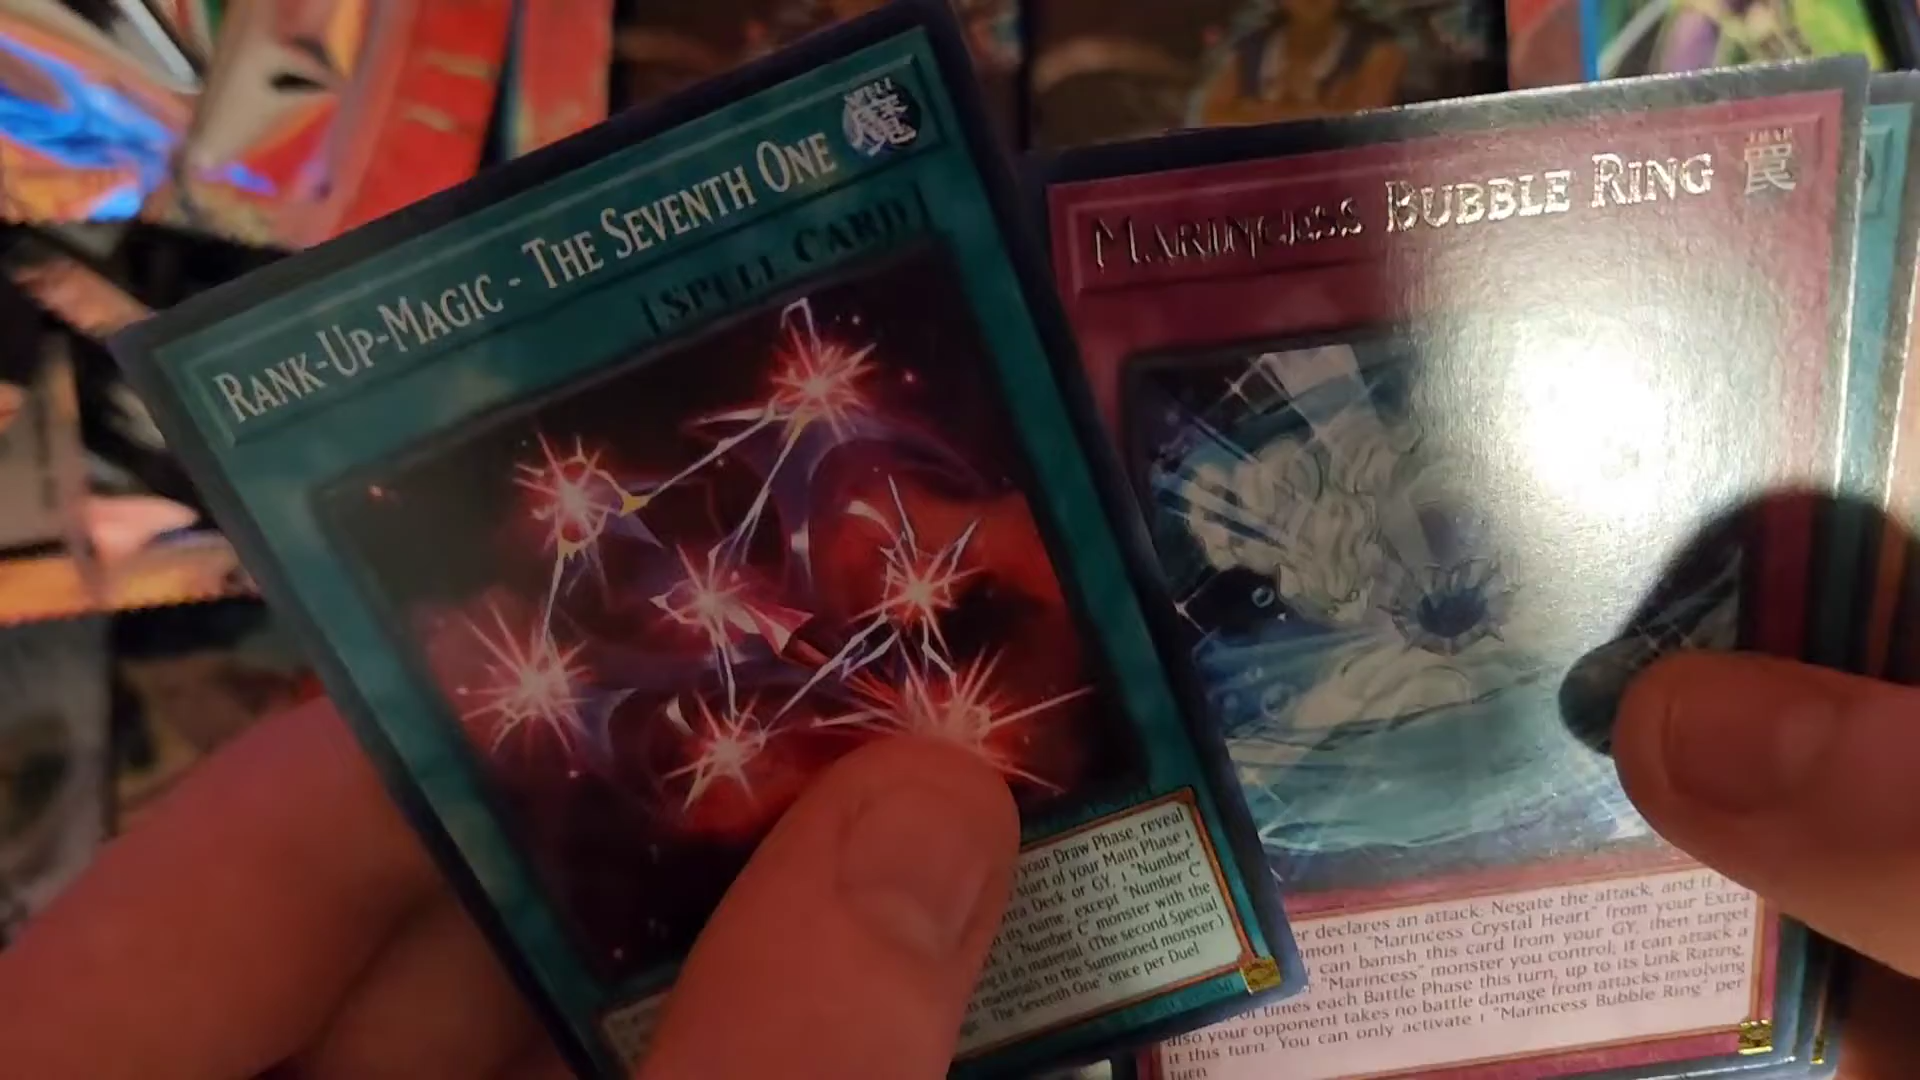 RANK-UP-MAGIC - THE SEVENTH ONE
魔
[SPELL CARD]
your Draw Phase, reveal
start of your Main Phase 1
Deck or GY, 1 "Number"
its name, except "Number C"
1 "Number C" monster with the
it as material. (The second Special
materials to the Summoned monster.)
The Seventh One" once per Duel
MARINCESS BUBBLE RING
TRAP
罠
declares an attack: Negate the attack, and if
1 "Marincess Crystal Heart" from your Extra
can banish this card from your GY, then target
"Marincess" monster you control; it can attack a
of times each Battle Phase this turn, up to its Link Rating,
also your opponent takes no battle damage from attacks involving
it this turn. You can only activate 1 "Marincess Bubble Ring" per
turn